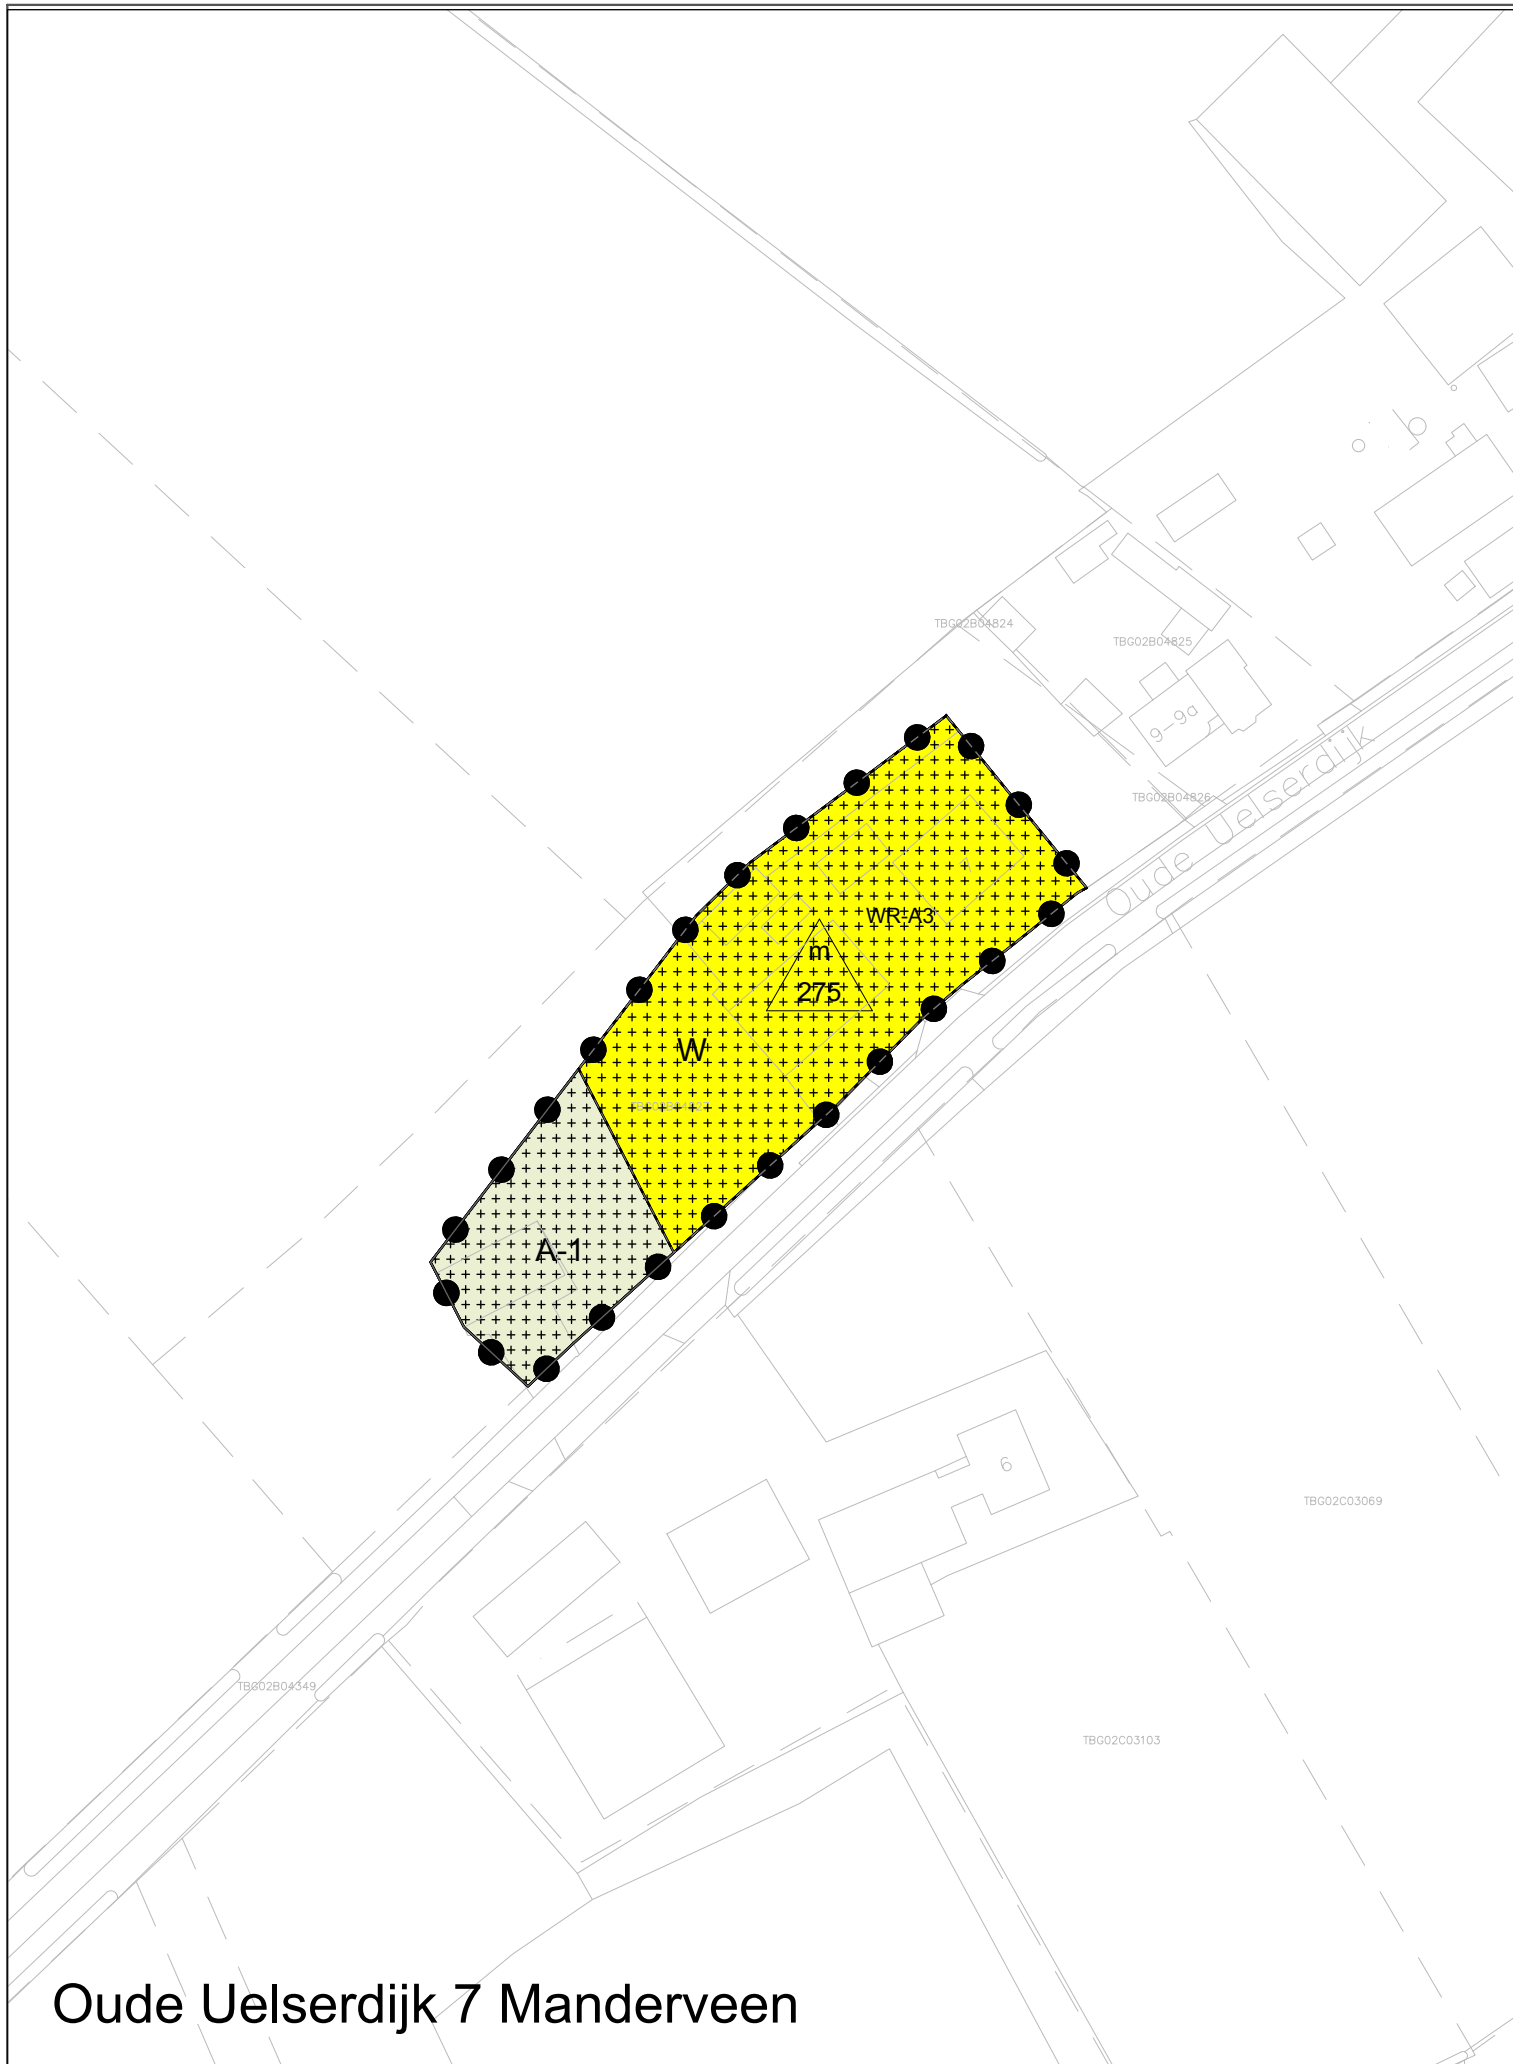 TBG02B04824
TBG02B04825
9-9a
TBG02B04826
Oude Uelserdijk
WR-A3
m
275
W
A-1
6
TBG02C03069
TBG02B04349
TBG02C03103
Oude Uelserdijk 7 Manderveen